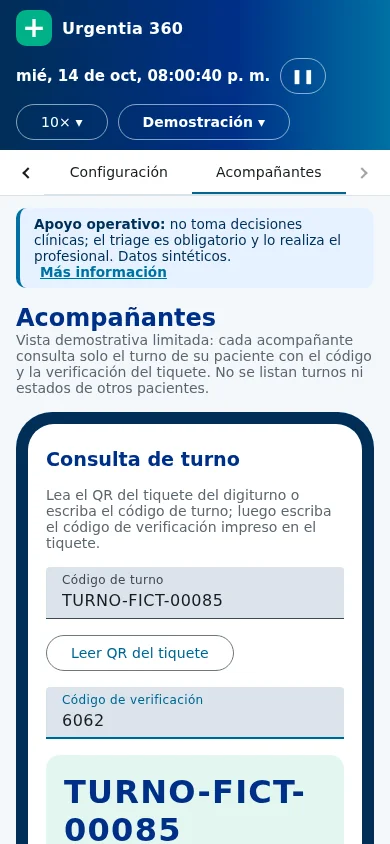 Urgentia 360
mié, 14 de oct, 08:00:40 p. m.
10× ▾
Demostración ▾
Configuración
Acompañantes
Apoyo operativo: no toma decisiones
clínicas; el triage es obligatorio y lo realiza el
profesional. Datos sintéticos.
Más información
Acompañantes
Vista demostrativa limitada: cada acompañante
consulta solo el turno de su paciente con el código
y la verificación del tiquete. No se listan turnos ni
estados de otros pacientes.
Consulta de turno
Lea el QR del tiquete del digiturno o
escriba el código de turno; luego escriba
el código de verificación impreso en el
tiquete.
Código de turno
TURNO-FICT-00085
Leer QR del tiquete
Código de verificación
6062
TURNO-FICT-
00085